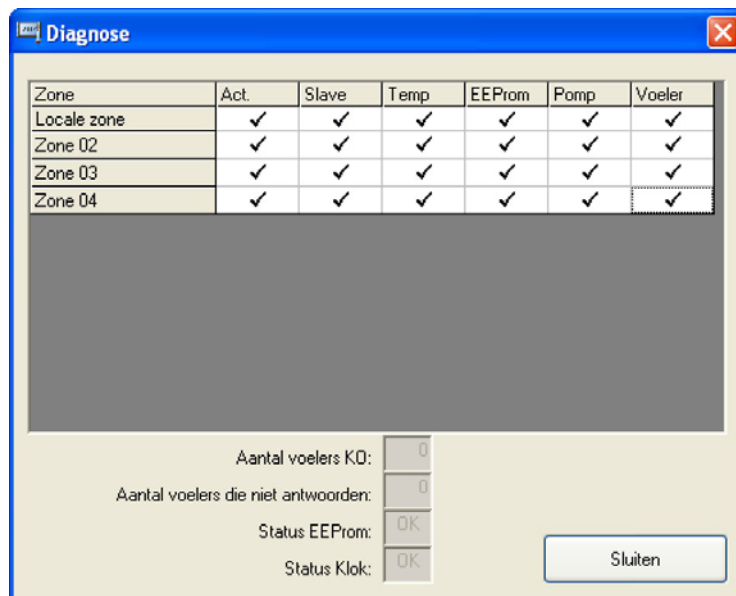 Diagnose
Zone Act. Slave Temp EEProm Pomp Voeler
Locale zone ✓ ✓ ✓ ✓ ✓ ✓
Zone 02 ✓ ✓ ✓ ✓ ✓ ✓
Zone 03 ✓ ✓ ✓ ✓ ✓ ✓
Zone 04 ✓ ✓ ✓ ✓ ✓ ✓
Aantal voelers KO: 0
Aantal voelers die niet antwoorden: 0
Status EEProm: OK
Status Klok: OK
Sluiten